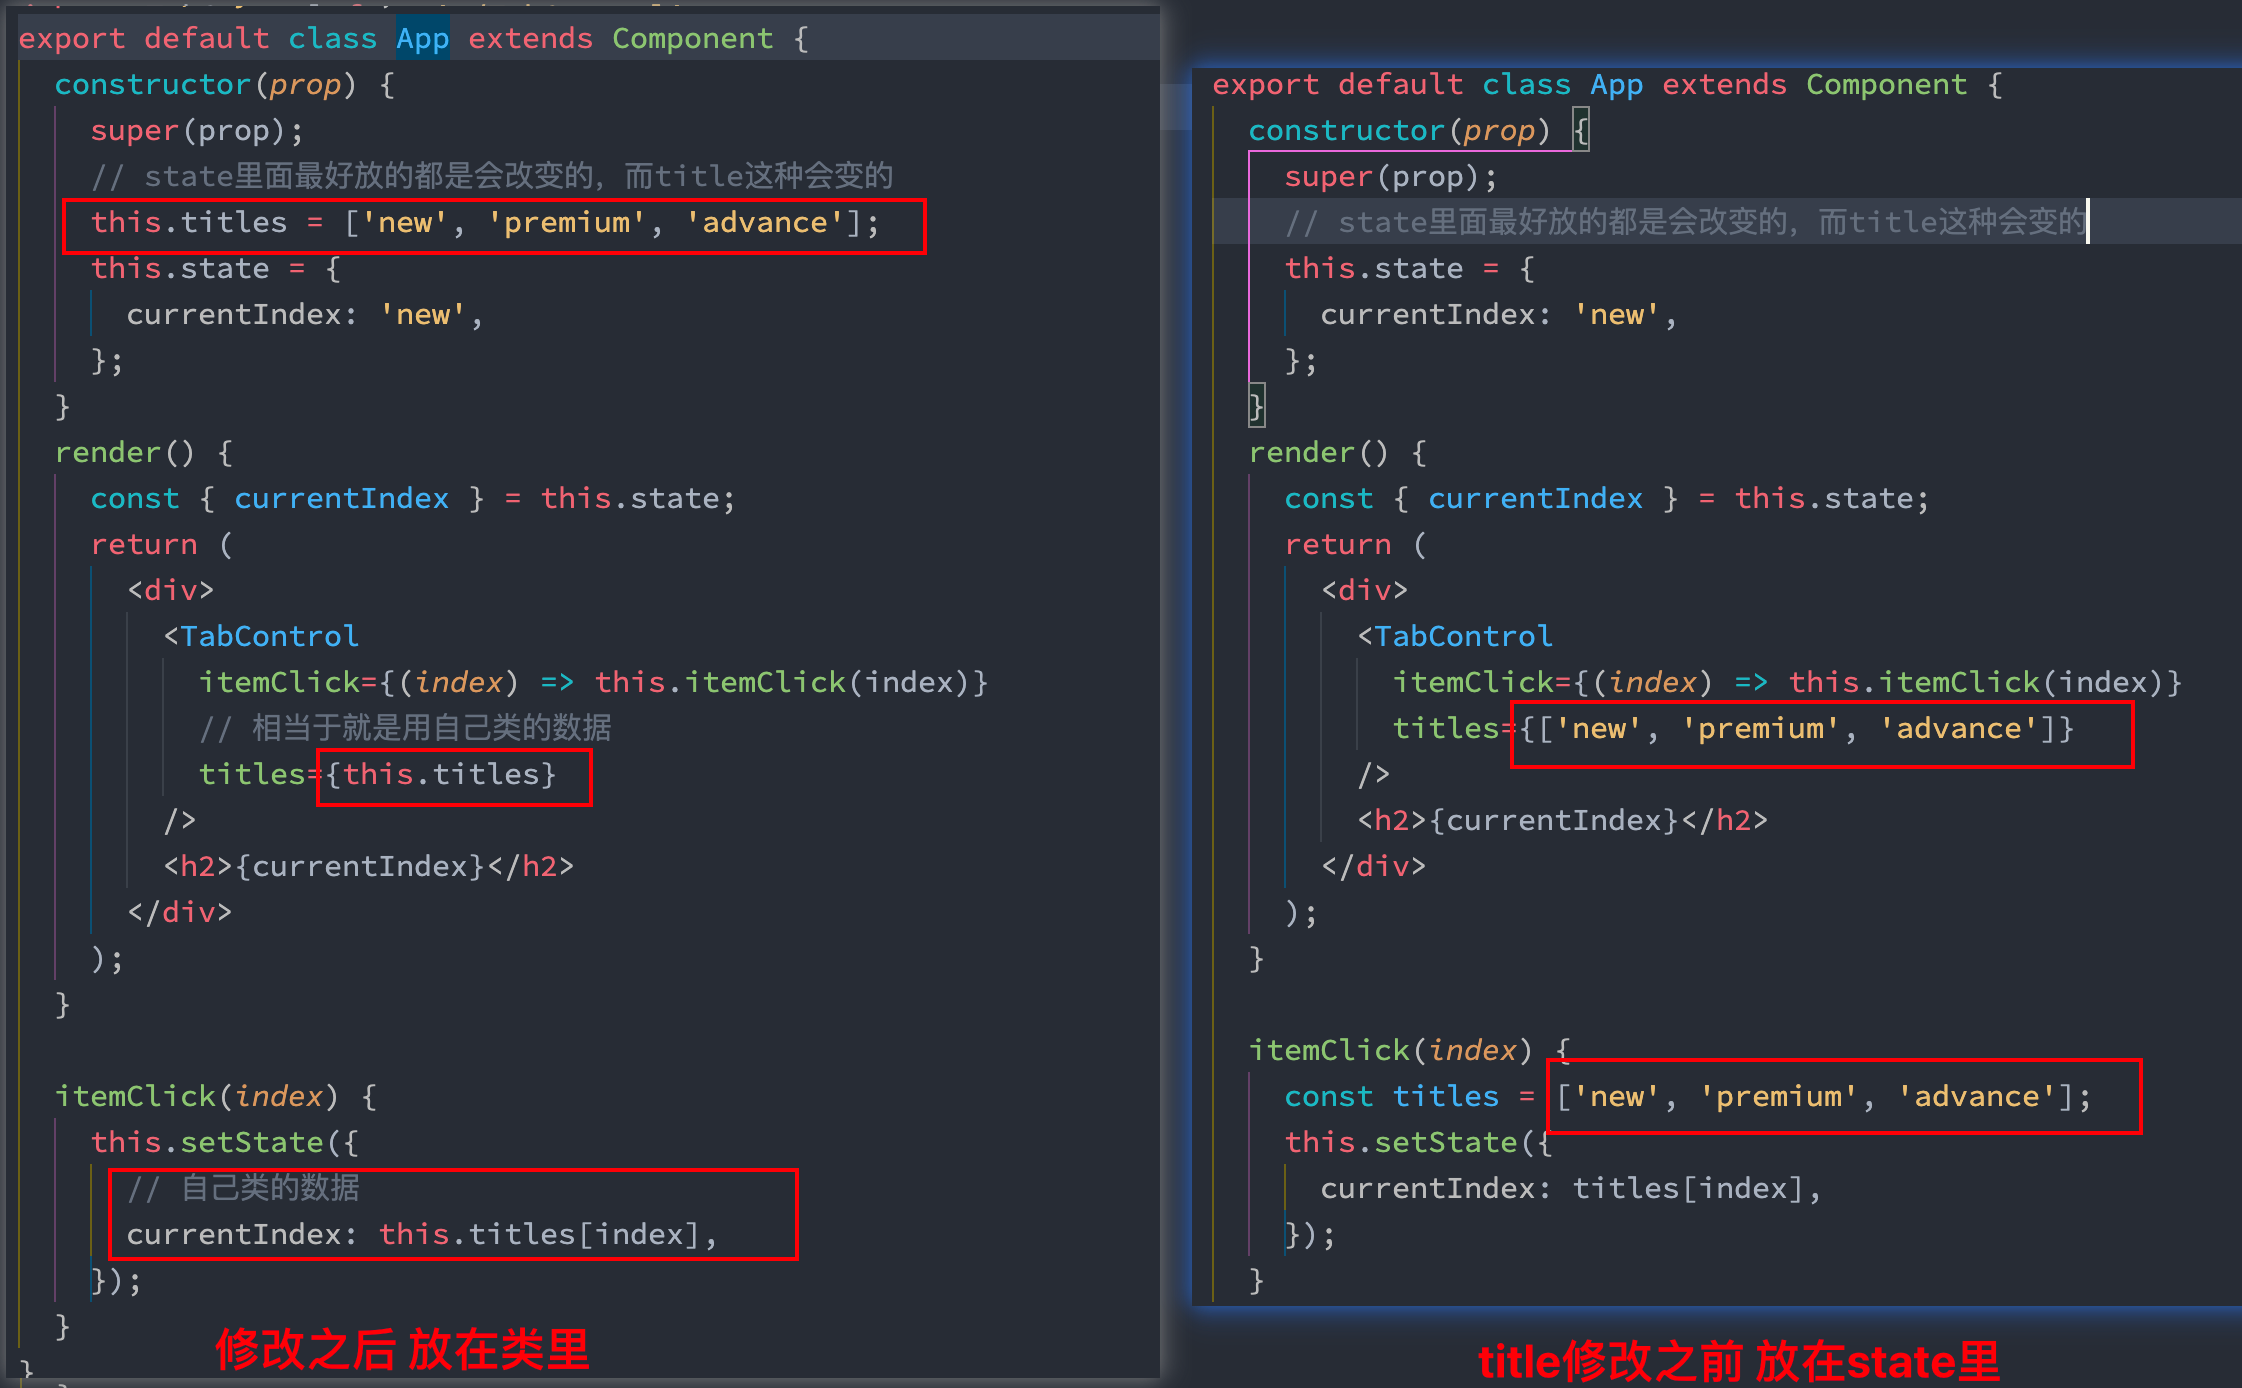 export default class App extends Component {
  constructor(prop) {
    super(prop);
    // state里面最好放的都是会改变的，而title这种会变的
    this.titles = ['new', 'premium', 'advance'];
    this.state = {
      currentIndex: 'new',
    };
  }
  render() {
    const { currentIndex } = this.state;
    return (
      <div>
        <TabControl
          itemClick={(index) => this.itemClick(index)}
          // 相当于就是用自己类的数据
          titles={this.titles}
        />
        <h2>{currentIndex}</h2>
      </div>
    );
  }
  itemClick(index) {
    this.setState({
      // 自己类的数据
      currentIndex: this.titles[index],
    });
  }
}
修改之后 放在类里
export default class App extends Component {
  constructor(prop) {
    super(prop);
    // state里面最好放的都是会改变的，而title这种会变的
    this.state = {
      currentIndex: 'new',
    };
  }
  render() {
    const { currentIndex } = this.state;
    return (
      <div>
        <TabControl
          itemClick={(index) => this.itemClick(index)}
          titles={['new', 'premium', 'advance']}
        />
        <h2>{currentIndex}</h2>
      </div>
    );
  }
  itemClick(index) {
    const titles = ['new', 'premium', 'advance'];
    this.setState({
      currentIndex: titles[index],
    });
  }
title修改之前 放在state里